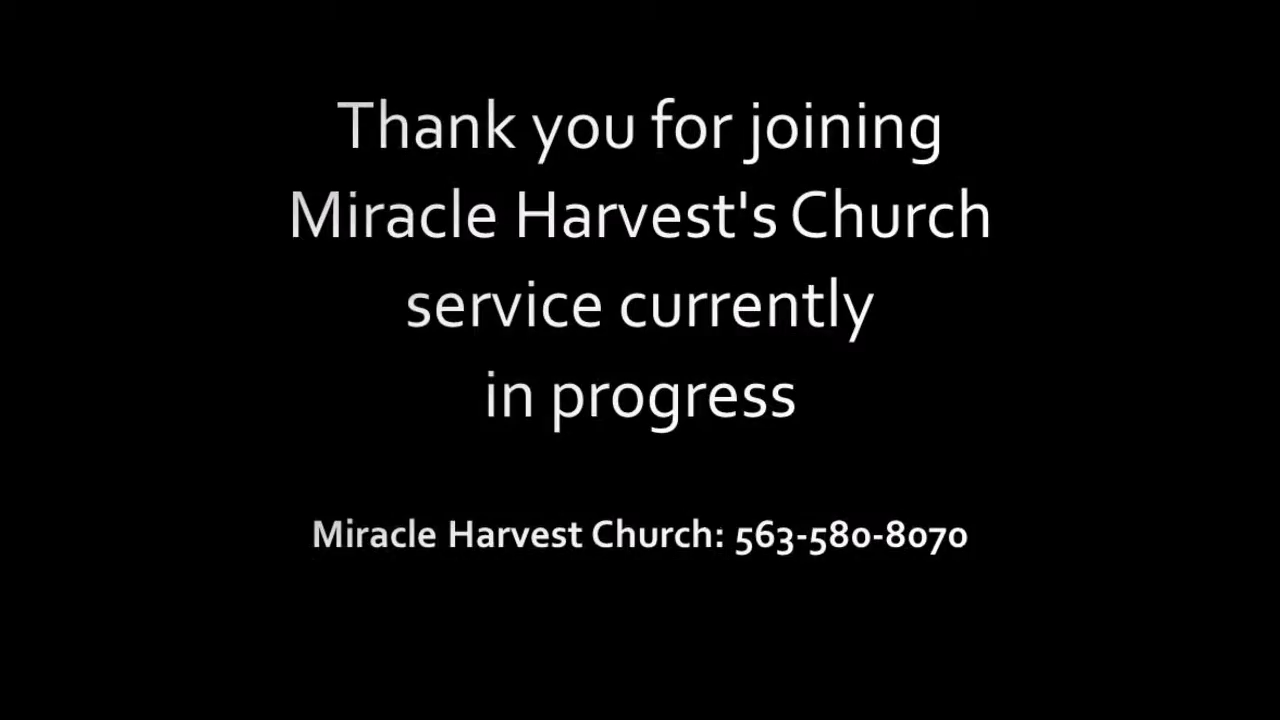 Thank you for joining
Miracle Harvest's Church
service currently
in progress
Miracle Harvest Church: 563-580-8070